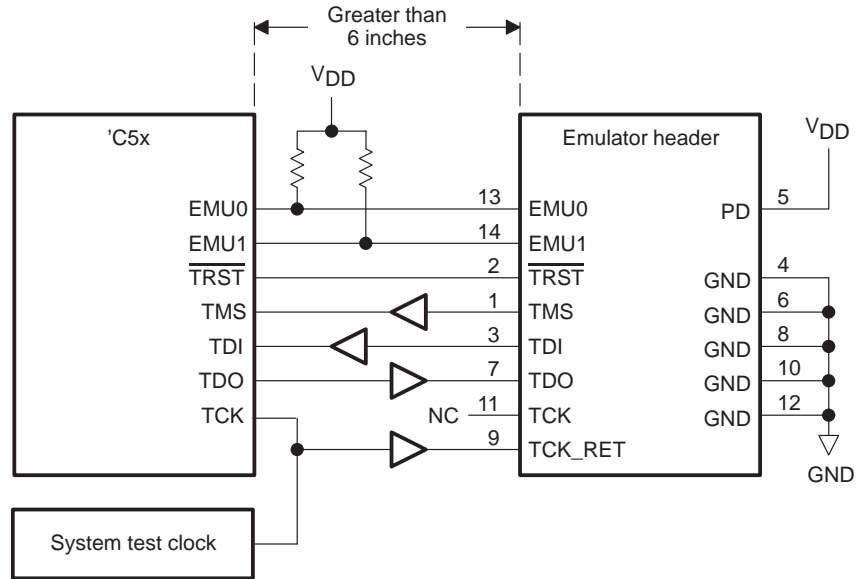 Greater than
6 inches
VDD
'C5x
Emulator header
VDD
EMU0 13 EMU0
PD 5
EMU1 14 EMU1
TRST 2 TRST
GND 4
TMS 1 TMS
GND 6
TDI 3 TDI
GND 8
TDO 7 TDO
GND 10
TCK NC 11 TCK
GND 12
9 TCK_RET
GND
System test clock